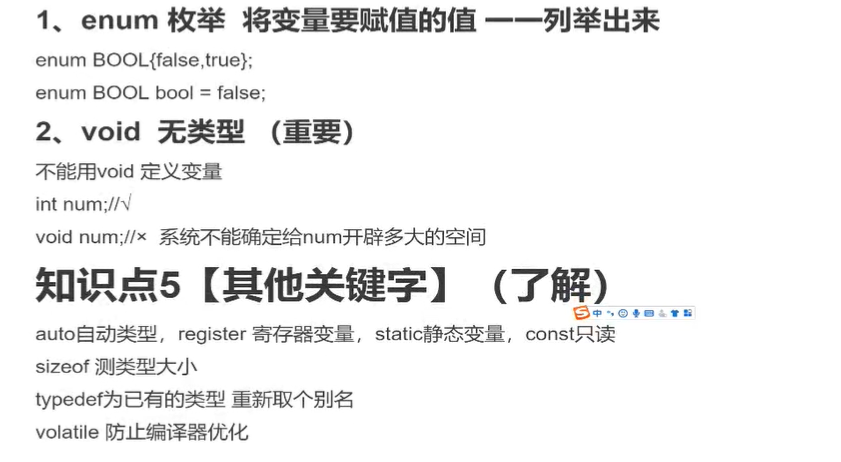 1、enum 枚举 将变量要赋值的值 一一列举出来
enum BOOL{false,true};
enum BOOL bool = false;
2、void 无类型 （重要）
不能用void 定义变量
int num;//√
void num;//× 系统不能确定给num开辟多大的空间
知识点5【其他关键字】（了解）
中
auto自动类型，register 寄存器变量，static静态变量，const只读
sizeof 测类型大小
typedef为已有的类型 重新取个别名
volatile 防止编译器优化